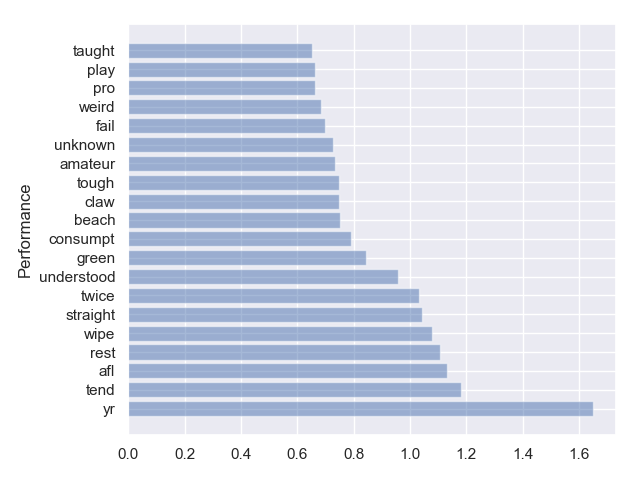 taught
play
pro
weird
fail
unknown
amateur
tough
claw
beach
consumpt
green
understood
twice
straight
wipe
rest
afl
tend
yr
Performance
0.0 0.2 0.4 0.6 0.8 1.0 1.2 1.4 1.6